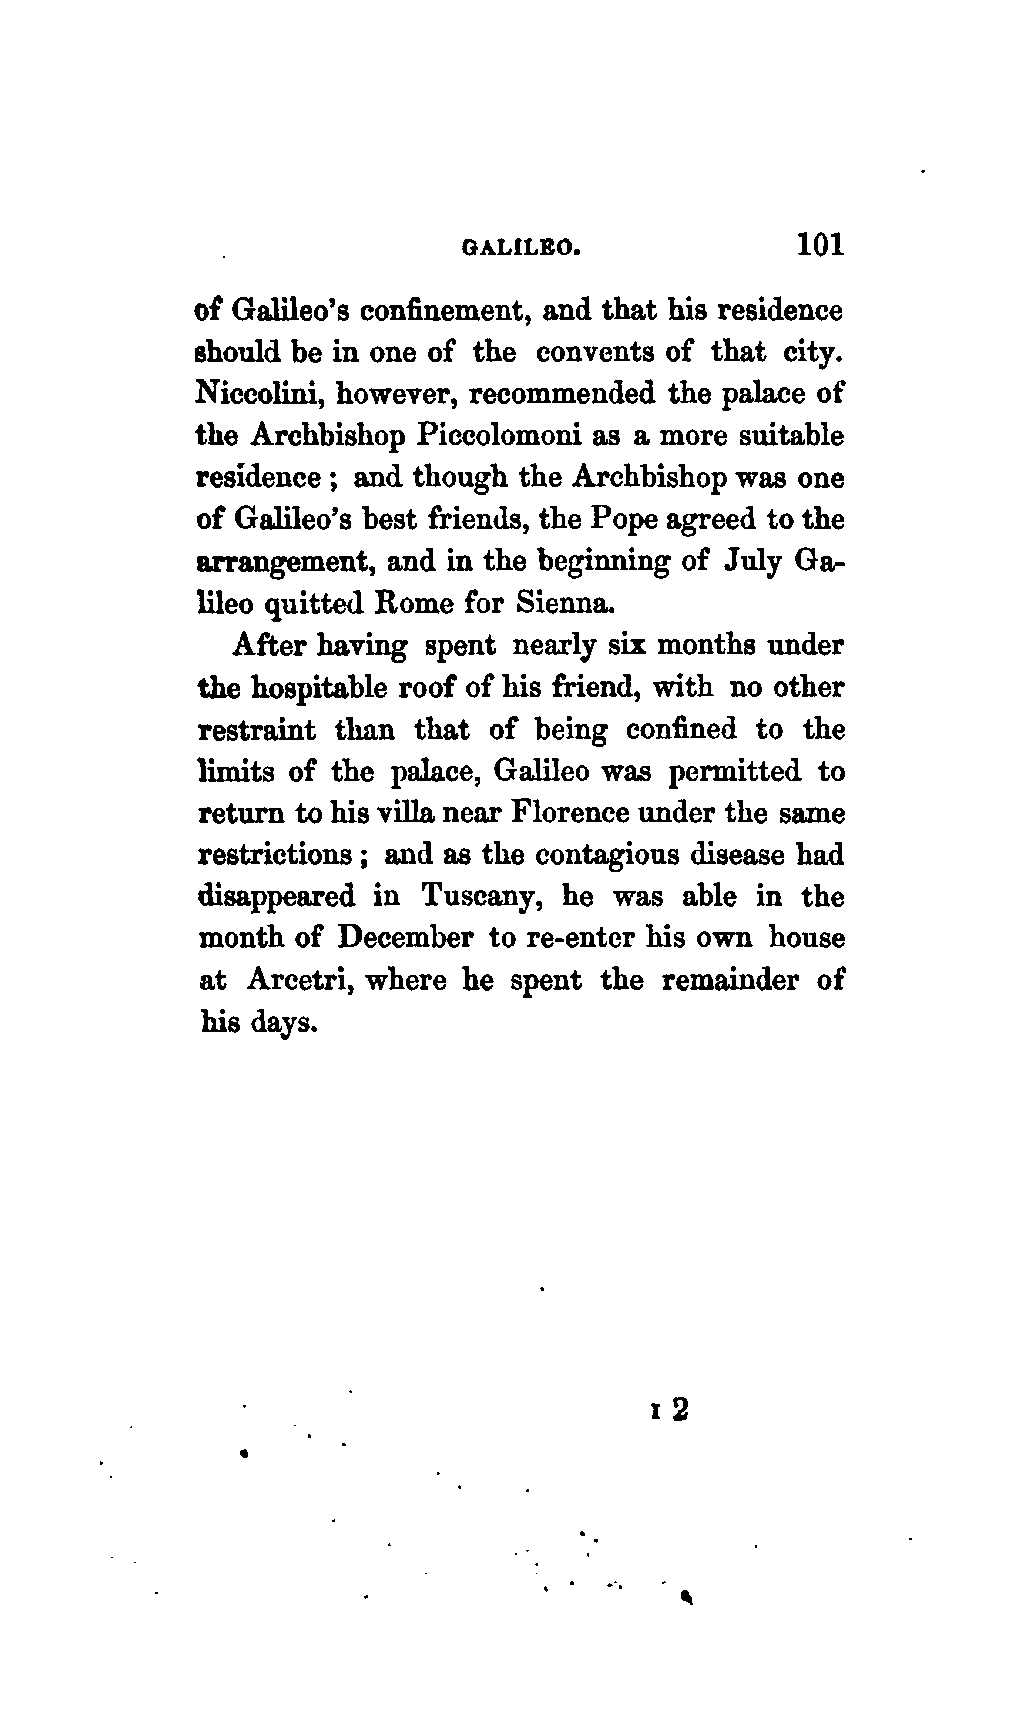 GALILEO. 101
of Galileo's confinement, and that his residence
should be in one of the convents of that city.
Niccolini, however, recommended the palace of
the Archbishop Piccolomoni as a more suitable
residence ; and though the Archbishop was one
of Galileo's best friends, the Pope agreed to the
arrangement, and in the beginning of July Ga-
lileo quitted Rome for Sienna.
After having spent nearly six months under
the hospitable roof of his friend, with no other
restraint than that of being confined to the
limits of the palace, Galileo was permitted to
return to his villa near Florence under the same
restrictions ; and as the contagious disease had
disappeared in Tuscany, he was able in the
month of December to re-enter his own house
at Arcetri, where he spent the remainder of
his days.
I 2